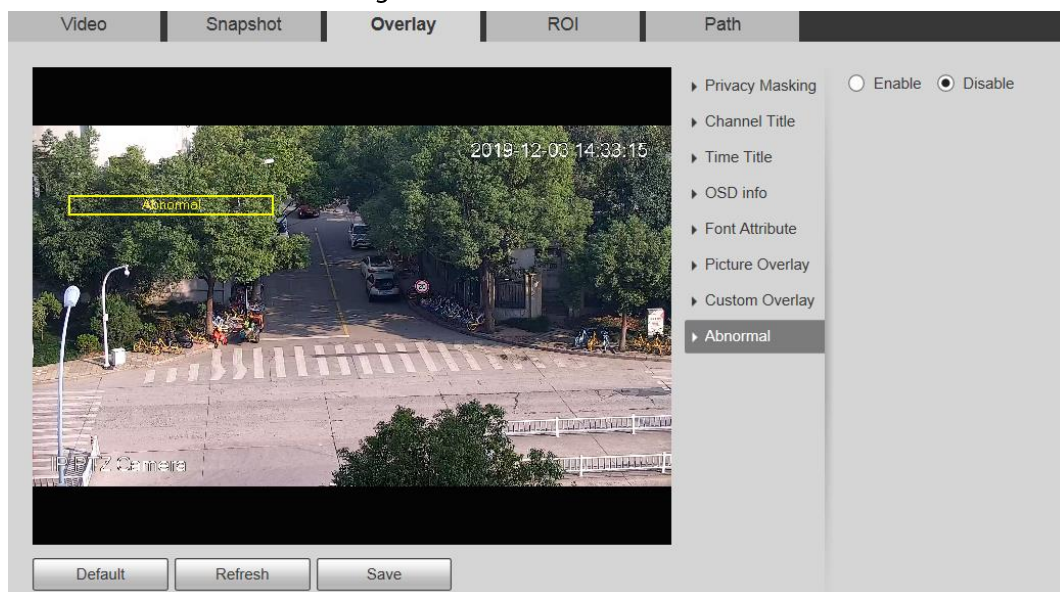 Video Snapshot Overlay ROI Path
Privacy Masking Enable Disable
Channel Title
2019-12-03 14:33:15
Time Title
OSD info
Abnormal
Font Attribute
Picture Overlay
20
Custom Overlay
Abnormal
IP PTZ Camera
Default Refresh Save